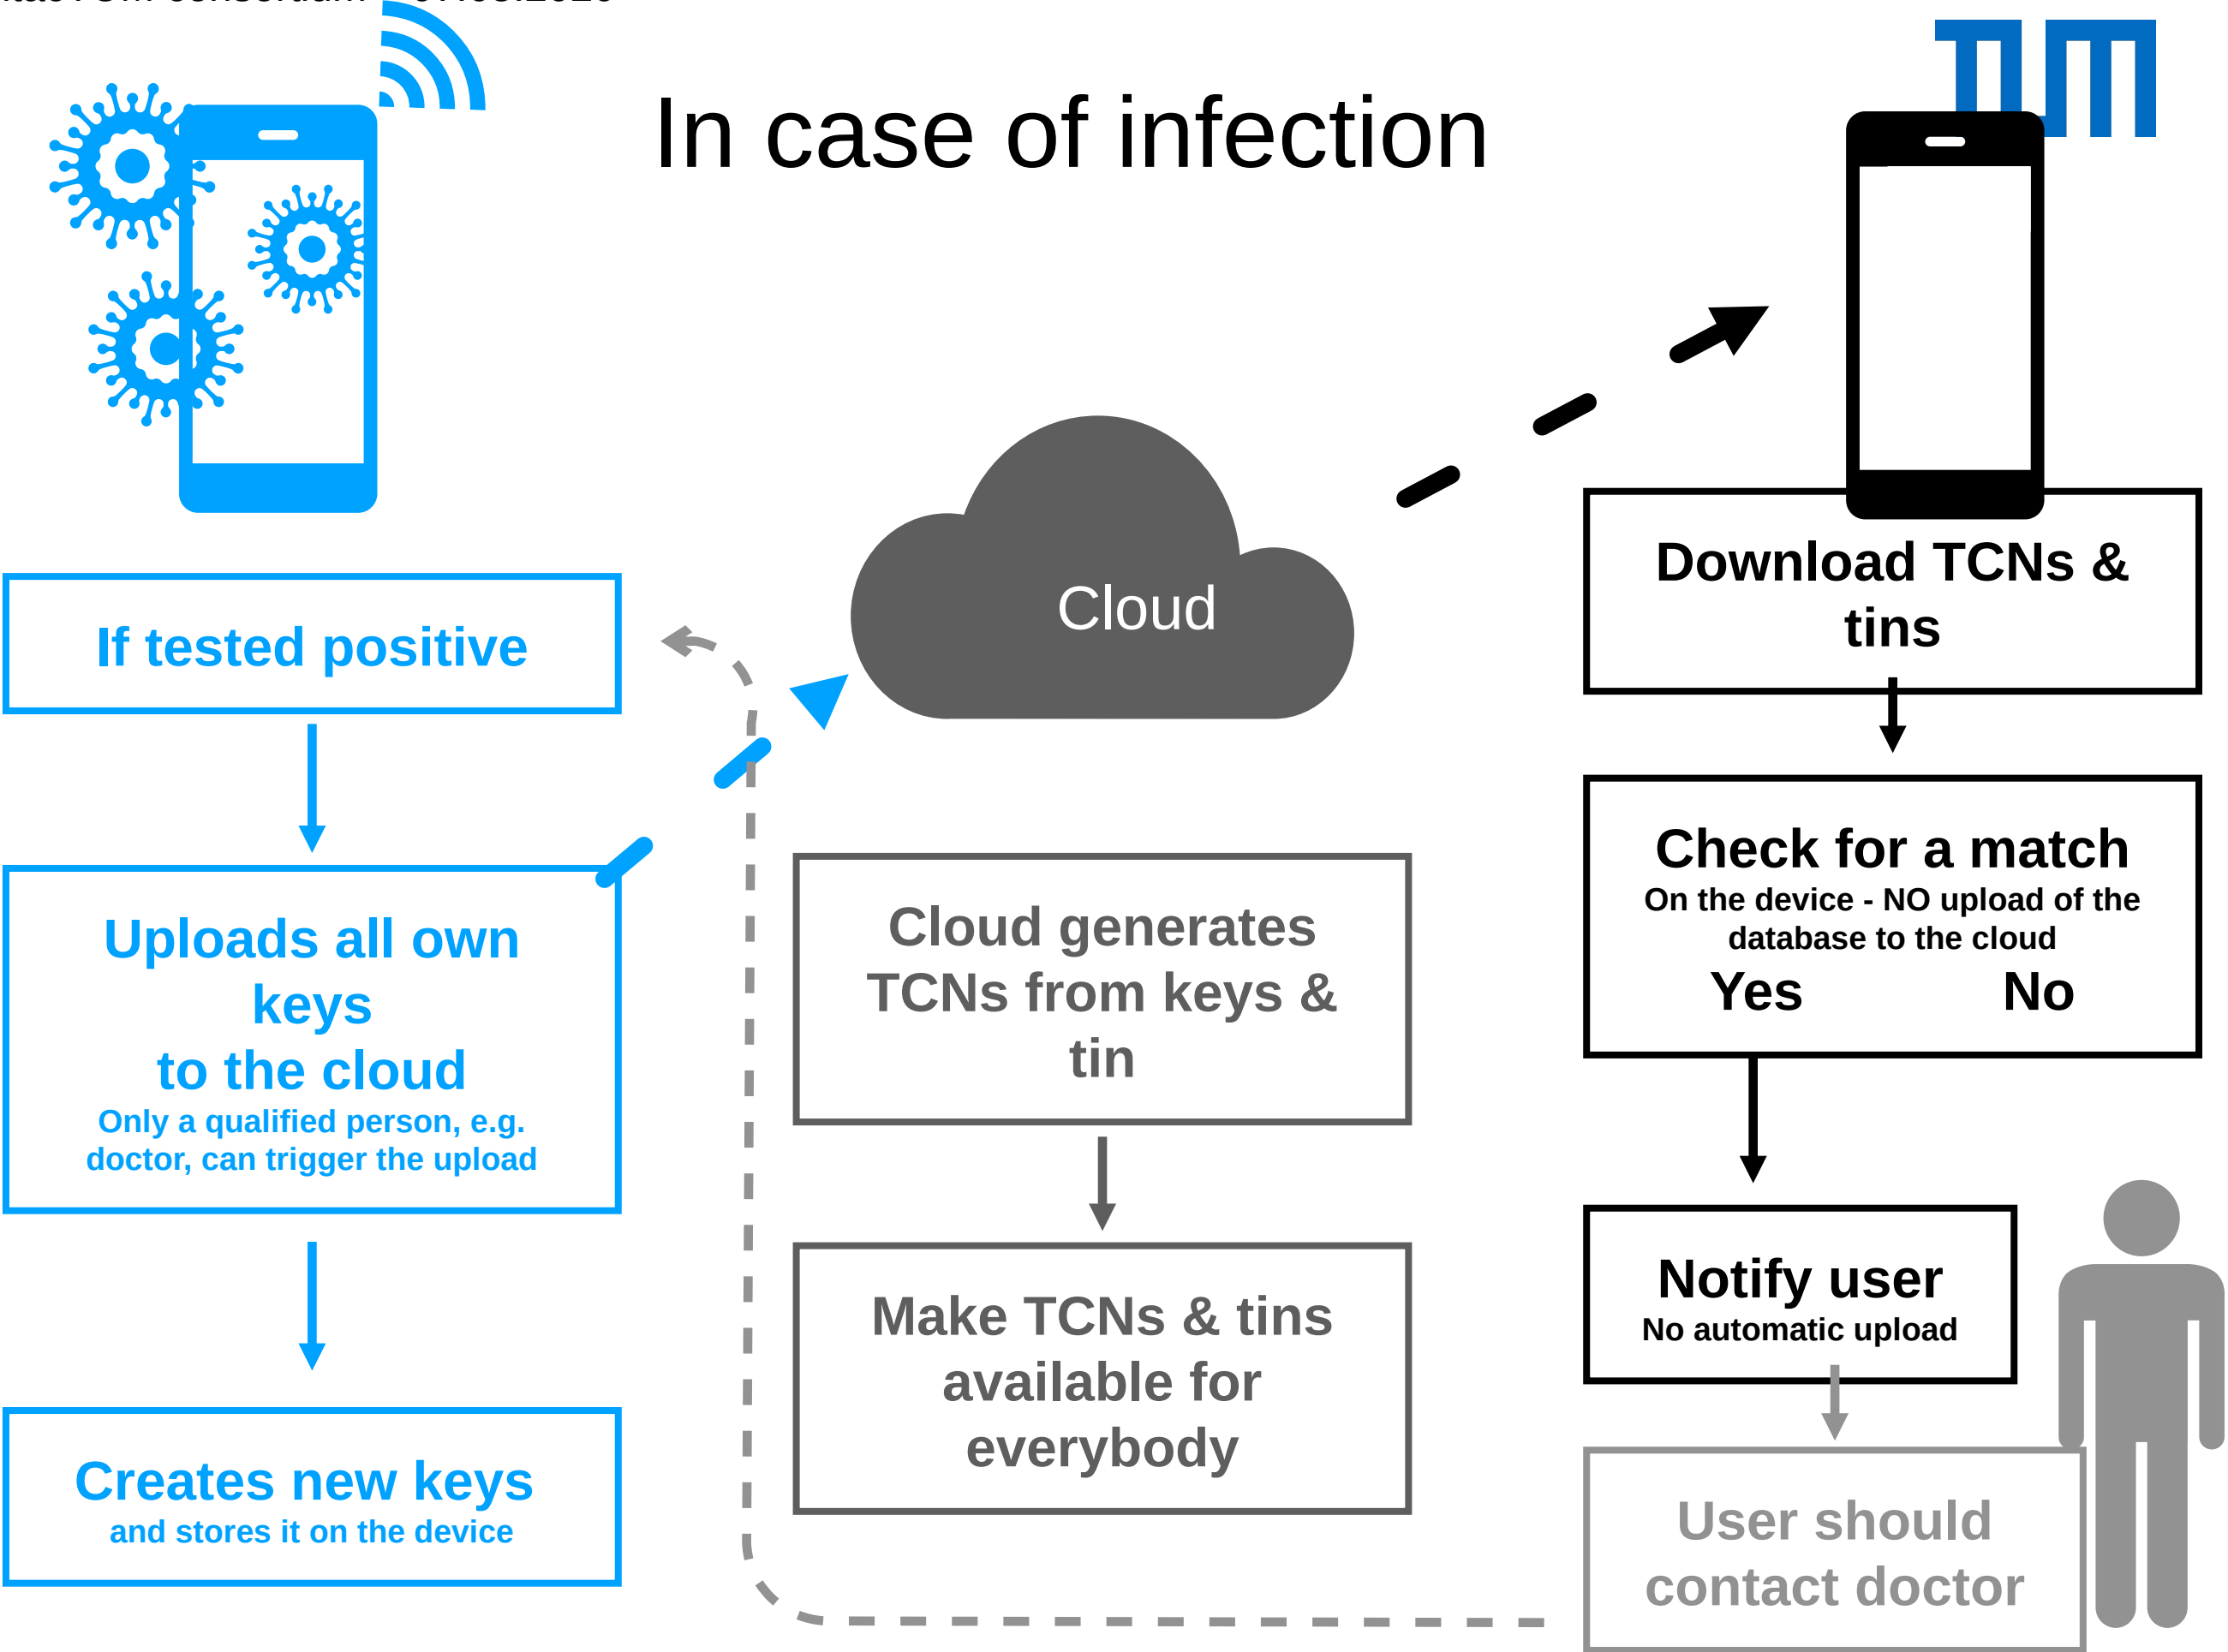 In case of infection
If tested positive
Uploads all own
keys
to the cloud
Only a qualified person, e.g.
doctor, can trigger the upload
Creates new keys
and stores it on the device
Cloud
Cloud generates
TCNs from keys &
tin
Make TCNs & tins
available for
everybody
Download TCNs &
tins
Check for a match
On the device - NO upload of the
database to the cloud
Yes No
Notify user
No automatic upload
User should
contact doctor